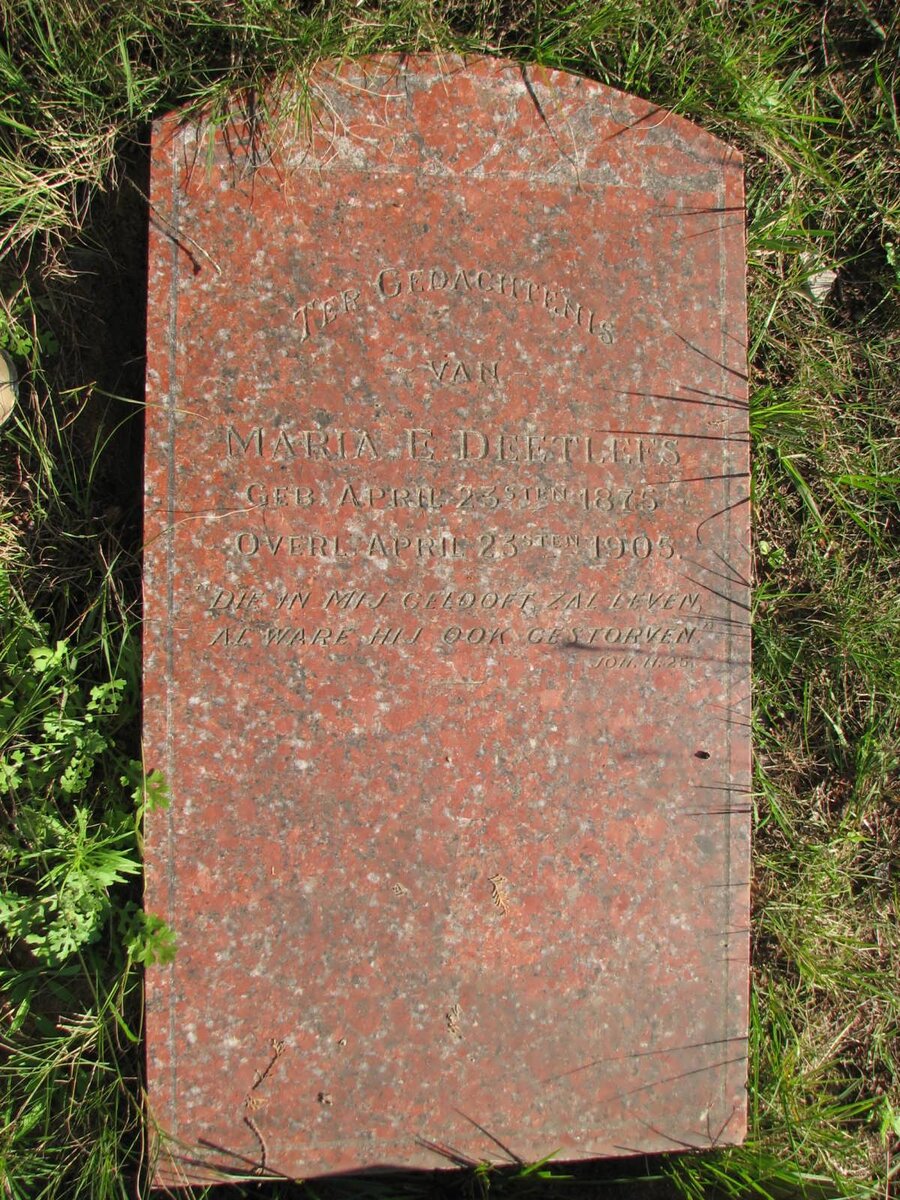 TER GEDACHTENIS
VAN
MARIA E. DEETLEFS
GEB. APRIL 23STEN 1875
OVERL. APRIL 23STEN 1905.
"DIE IN MIJ GELOOFT, ZAL LEVEN,
AL WARE HIJ OOK GESTORVEN."
JOH. 11.25.